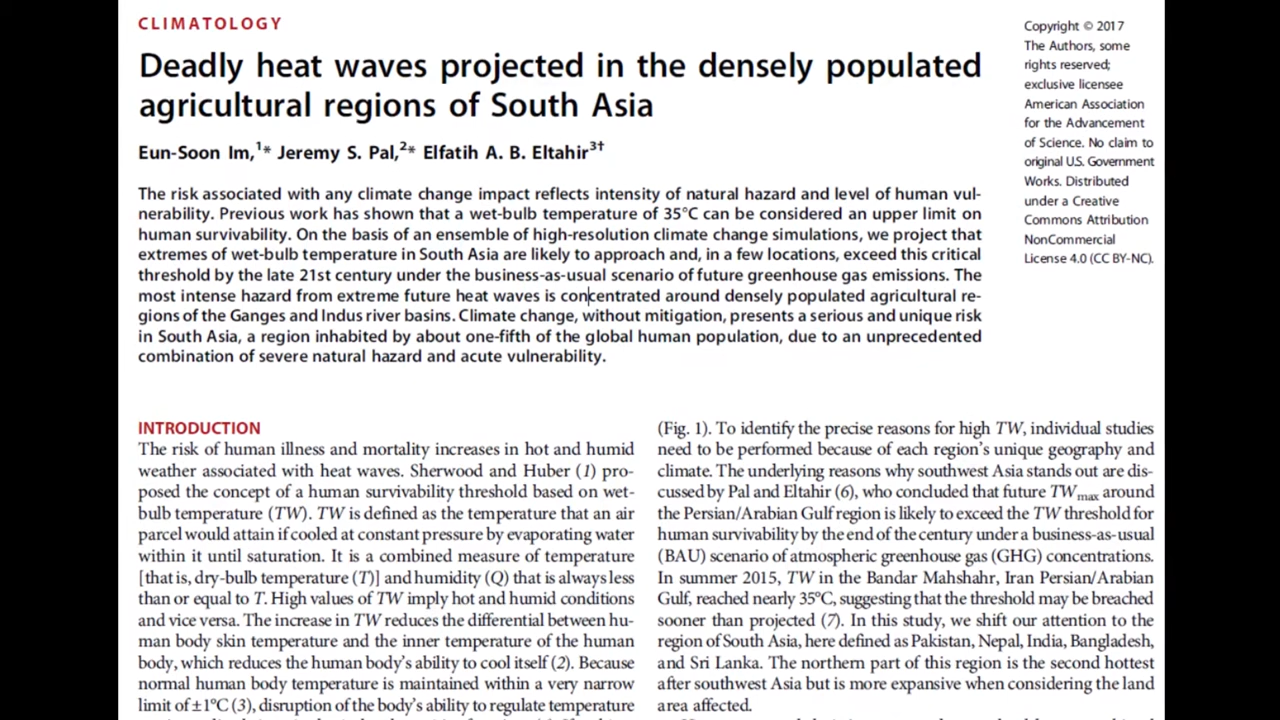 CLIMATOLOGY
Deadly heat waves projected in the densely populated
agricultural regions of South Asia
Eun-Soon Im,1* Jeremy S. Pal,2* Elfatih A. B. Eltahir3†
The risk associated with any climate change impact reflects intensity of natural hazard and level of human vul-
nerability. Previous work has shown that a wet-bulb temperature of 35°C can be considered an upper limit on
human survivability. On the basis of an ensemble of high-resolution climate change simulations, we project that
extremes of wet-bulb temperature in South Asia are likely to approach and, in a few locations, exceed this critical
threshold by the late 21st century under the business-as-usual scenario of future greenhouse gas emissions. The
most intense hazard from extreme future heat waves is concentrated around densely populated agricultural re-
gions of the Ganges and Indus river basins. Climate change, without mitigation, presents a serious and unique risk
in South Asia, a region inhabited by about one-fifth of the global human population, due to an unprecedented
combination of severe natural hazard and acute vulnerability.
Copyright © 2017
The Authors, some
rights reserved;
exclusive licensee
American Association
for the Advancement
of Science. No claim to
original U.S. Government
Works. Distributed
under a Creative
Commons Attribution
NonCommercial
License 4.0 (CC BY-NC).
INTRODUCTION
The risk of human illness and mortality increases in hot and humid
weather associated with heat waves. Sherwood and Huber (1) pro-
posed the concept of a human survivability threshold based on wet-
bulb temperature (TW). TW is defined as the temperature that an air
parcel would attain if cooled at constant pressure by evaporating water
within it until saturation. It is a combined measure of temperature
[that is, dry-bulb temperature (T)] and humidity (Q) that is always less
than or equal to T. High values of TW imply hot and humid conditions
and vice versa. The increase in TW reduces the differential between hu-
man body skin temperature and the inner temperature of the human
body, which reduces the human body's ability to cool itself (2). Because
normal human body temperature is maintained within a very narrow
limit of ±1°C (3), disruption of the body's ability to regulate temperature
(Fig. 1). To identify the precise reasons for high TW, individual studies
need to be performed because of each region's unique geography and
climate. The underlying reasons why southwest Asia stands out are dis-
cussed by Pal and Eltahir (6), who concluded that future TWmax around
the Persian/Arabian Gulf region is likely to exceed the TW threshold for
human survivability by the end of the century under a business-as-usual
(BAU) scenario of atmospheric greenhouse gas (GHG) concentrations.
In summer 2015, TW in the Bandar Mahshahr, Iran Persian/Arabian
Gulf, reached nearly 35°C, suggesting that the threshold may be breached
sooner than projected (7). In this study, we shift our attention to the
region of South Asia, here defined as Pakistan, Nepal, India, Bangladesh,
and Sri Lanka. The northern part of this region is the second hottest
after southwest Asia but is more expansive when considering the land
area affected.